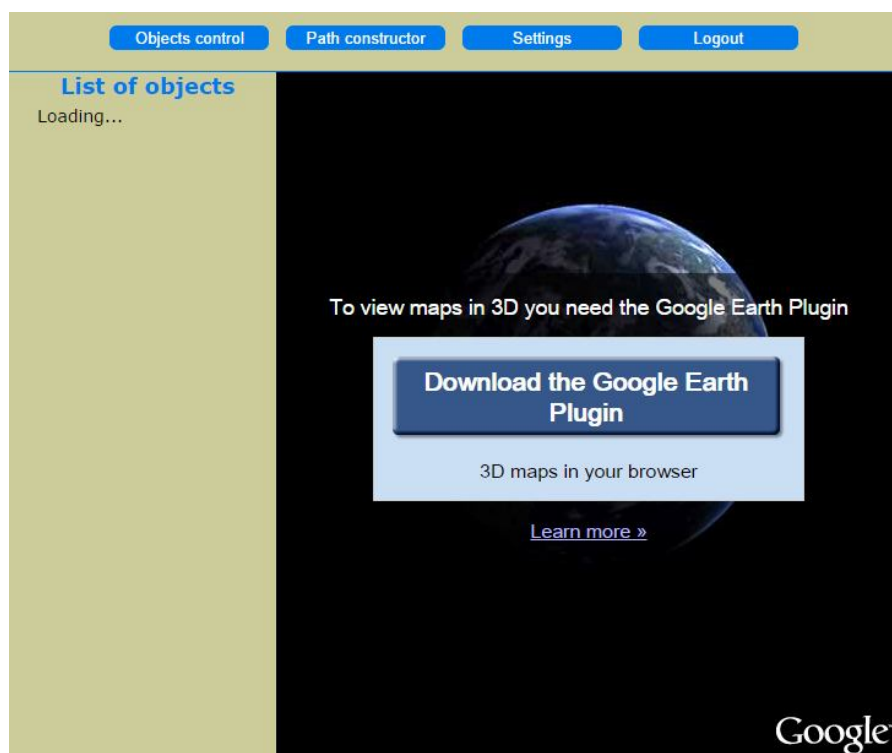 Objects control
Path constructor
Settings
Logout
List of objects
Loading...
To view maps in 3D you need the Google Earth Plugin
Download the Google Earth
Plugin
3D maps in your browser
Learn more »
Google